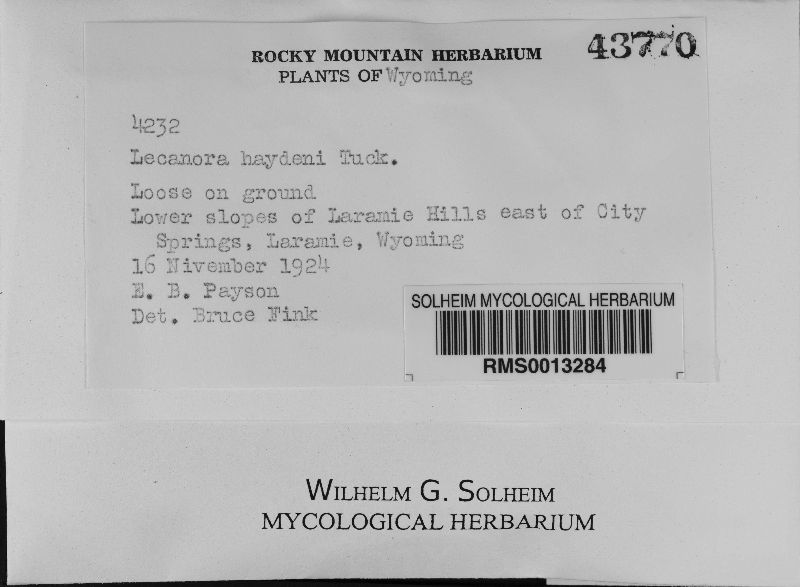 ROCKY MOUNTAIN HERBARIUM 43770
PLANTS OF Wyoming
4232
Lecanora haydeni Tuck.
Loose on ground
Lower slopes of Laramie Hills east of City
Springs, Laramie, Wyoming
16 Nivember 1924
E. B. Payson
Det. Bruce Fink
SOLHEIM MYCOLOGICAL HERBARIUM
RMS0013284
WILHELM G. SOLHEIM
MYCOLOGICAL HERBARIUM